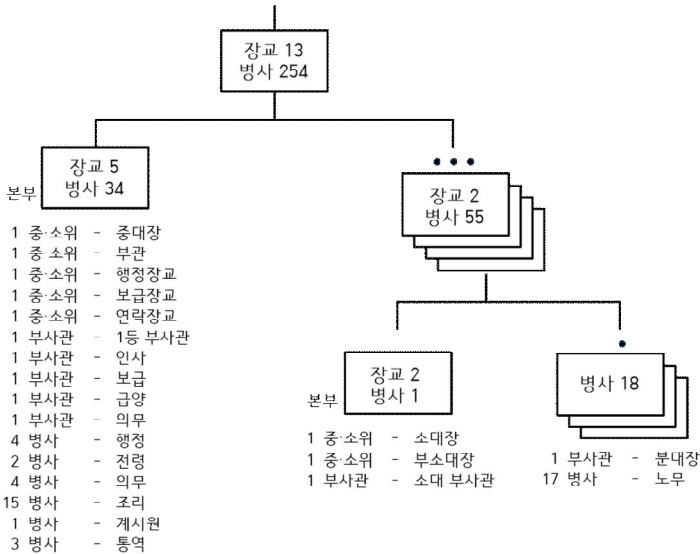 장교 13
병사 254
장교 5
병사 34
본부
1 중·소위 - 중대장
1 중·소위 - 부관
1 중·소위 - 행정장교
1 중·소위 - 보급장교
1 중·소위 - 연락장교
1 부사관 - 1등 부사관
1 부사관 - 인사
1 부사관 - 보급
1 부사관 - 급양
1 부사관 - 의무
4 병사 - 행정
2 병사 - 전령
4 병사 - 의무
15 병사 - 조리
1 병사 - 계시원
3 병사 - 통역
장교 2
병사 55
장교 2
병사 1
본부
1 중·소위 - 소대장
1 중·소위 - 부소대장
1 부사관 - 소대 부사관
병사 18
1 부사관 - 분대장
17 병사 - 노무